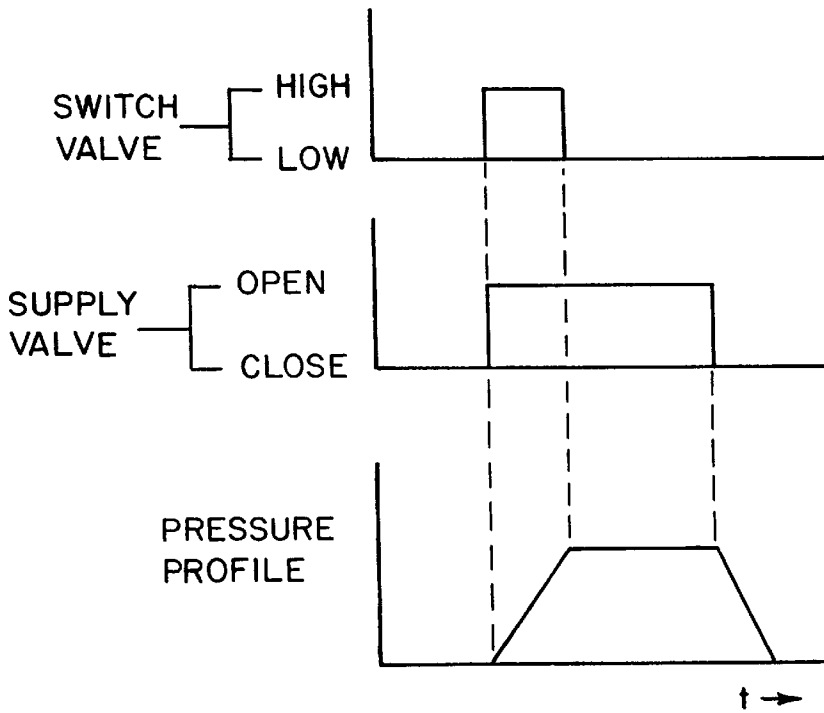 SWITCH
VALVE
HIGH
LOW
SUPPLY
VALVE
OPEN
CLOSE
PRESSURE
PROFILE
t →